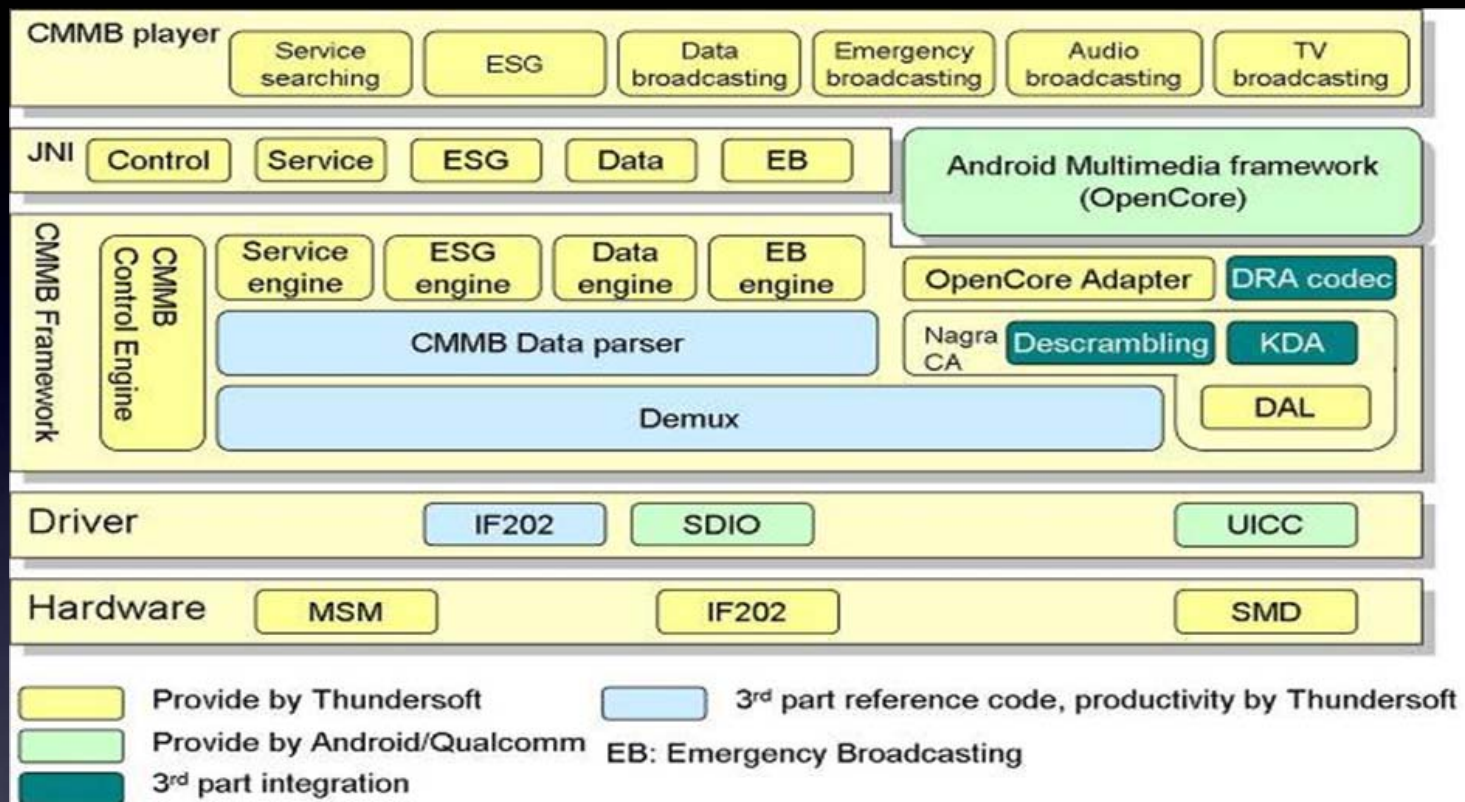 CMMB player
Service
searching
ESG
Data
broadcasting
Emergency
broadcasting
Audio
broadcasting
TV
broadcasting
JNI
Control
Service
ESG
Data
EB
Android Multimedia framework
(OpenCore)
CMMB Framework
CMMB
Control Engine
Service
engine
ESG
engine
Data
engine
EB
engine
OpenCore Adapter
DRA codec
CMMB Data parser
Nagra
CA
Descrambling
KDA
Demux
DAL
Driver
IF202
SDIO
UICC
Hardware
MSM
IF202
SMD
Provide by Thundersoft
3rd part reference code, productivity by Thundersoft
Provide by Android/Qualcomm
EB: Emergency Broadcasting
3rd part integration